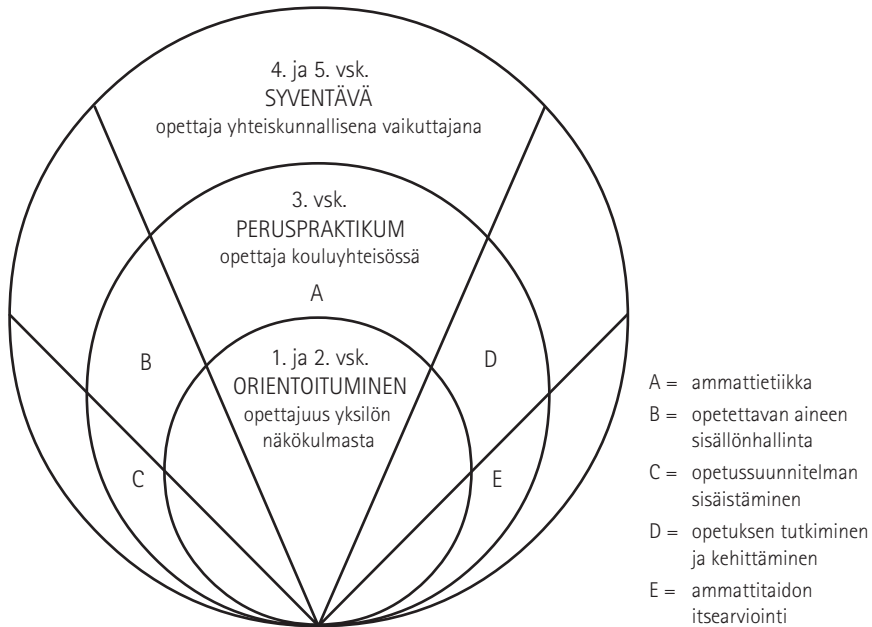 4. ja 5. vsk.
SYVENTÄVÄ
opettaja yhteiskunnallisena vaikuttajana
3. vsk.
PERUSPRAKTIKUM
opettaja kouluyhteisössä
A
1. ja 2. vsk.
ORIENTOITUMINEN
opettajuus yksilön
näkökulmasta
B
D
C
E
A = ammattietiikka
B = opetettavan aineen
sisällönhallinta
C = opetussuunnitelman
sisäistäminen
D = opetuksen tutkiminen
ja kehittäminen
E = ammattitaidon
itsearviointi